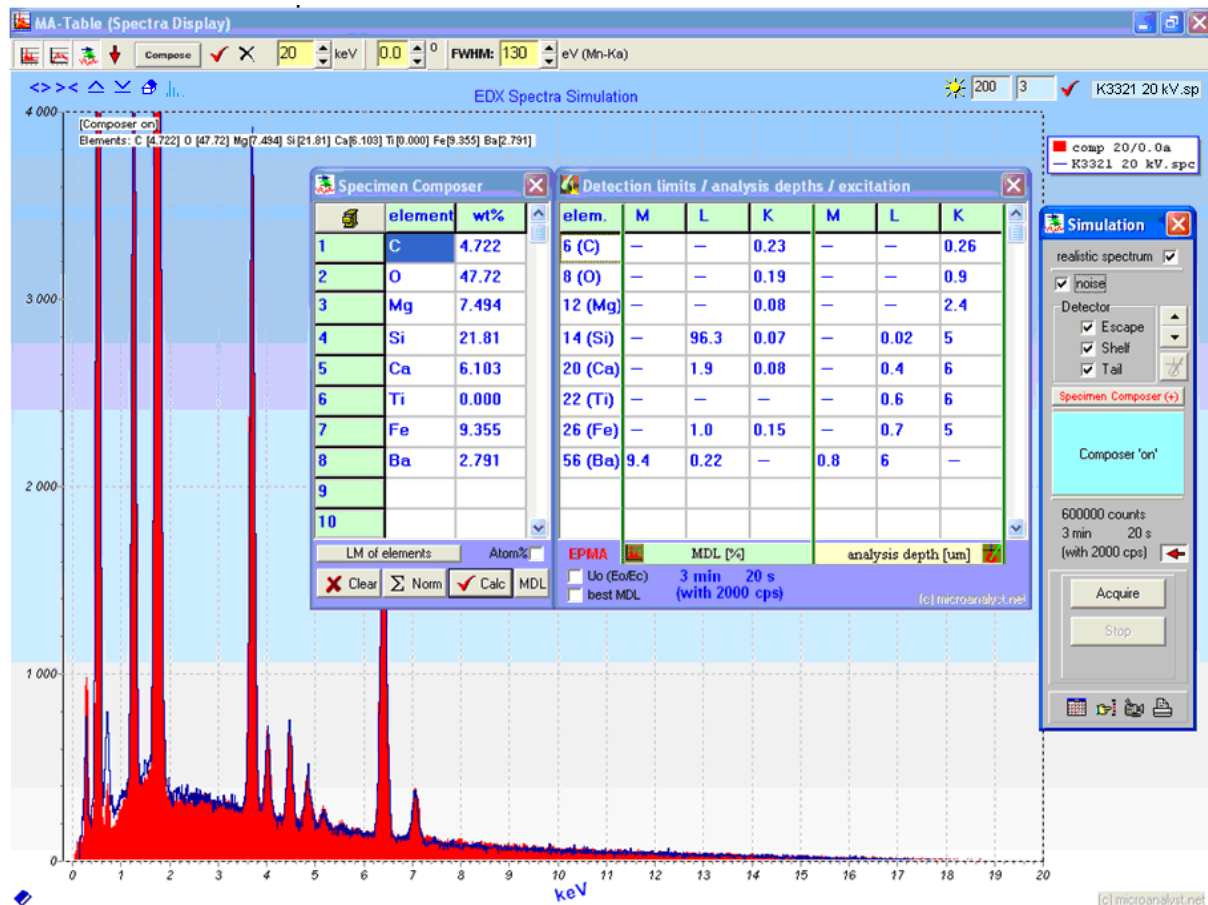 MA-Table (Spectra Display)
Compose 20 keV 0.0 ° FWHM: 130 eV (Mn-Ka)
<> >< EDX Spectra Simulation 200 3 K3321 20 kV.sp
4 000
[Composer on]
Elements: C [4.722] O [47.72] Mg[7.494] Si[21.81] Ca[6.103] Ti[0.000] Fe[9.355] Ba[2.791]
comp 20/0.0a
K3321 20 kV.spc
Specimen Composer
element wt%
1 C 4.722
2 O 47.72
3 Mg 7.494
4 Si 21.81
5 Ca 6.103
6 Ti 0.000
7 Fe 9.355
8 Ba 2.791
9
10
LM of elements Atom%
Clear Σ Norm Calc MDL
Detection limits / analysis depths / excitation
elem. M L K M L K
6 (C) – – 0.23 – – 0.26
8 (O) – – 0.19 – – 0.9
12 (Mg) – – 0.08 – – 2.4
14 (Si) – 96.3 0.07 – 0.02 5
20 (Ca) – 1.9 0.08 – 0.4 6
22 (Ti) – – – – 0.6 6
26 (Fe) – 1.0 0.15 – 0.7 5
56 (Ba) 9.4 0.22 – 0.8 6 –
EPMA MDL [%] analysis depth [um]
Uo (Eo/Ec) 3 min 20 s
best MDL (with 2000 cps)
(c) microanalyst.net
Simulation
realistic spectrum
noise
Detector
Escape
Shelf
Tail
Specimen Composer (+)
Composer 'on'
600000 counts
3 min 20 s
(with 2000 cps)
Acquire
Stop
3 000
2 000
1 000
0
0 1 2 3 4 5 6 7 8 9 10 11 12 13 14 15 16 17 18 19 20
keV
(c) microanalyst.net